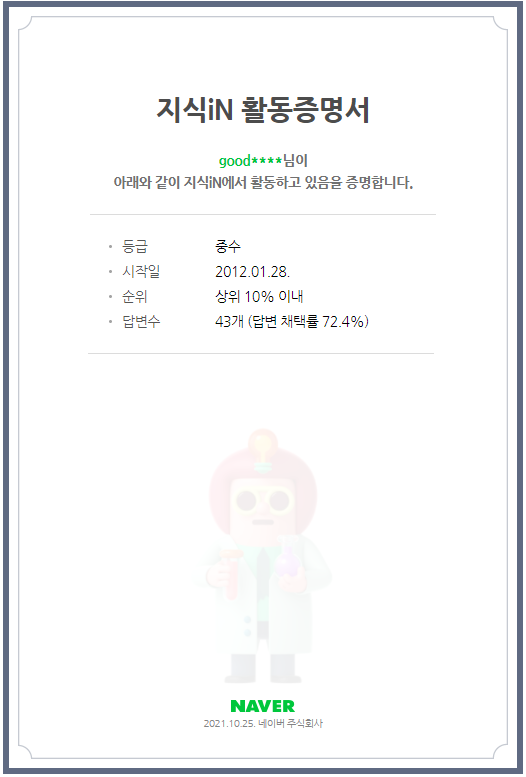 지식iN 활동증명서
good****님이
아래와 같이 지식iN에서 활동하고 있음을 증명합니다.
• 등급 중수
• 시작일 2012.01.28.
• 순위 상위 10% 이내
• 답변수 43개 (답변 채택률 72.4%)
NAVER
2021.10.25. 네이버 주식회사